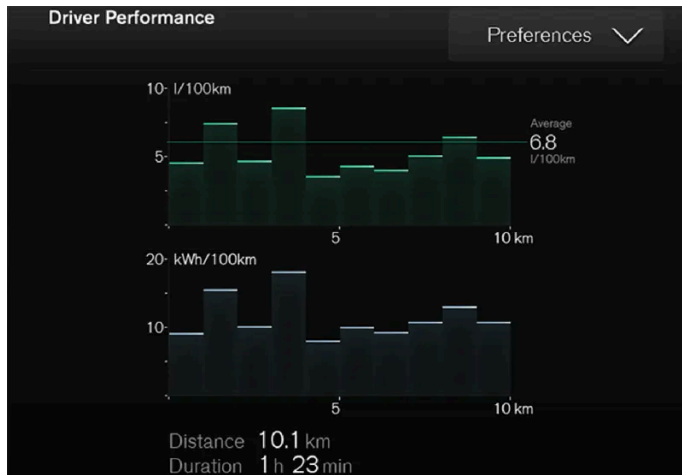 Driver Performance
Preferences
10 l/100km
Average
6.8
l/100km
5
5
10 km
20 kWh/100km
10
5
10 km
Distance 10.1 km
Duration 1 h 23 min